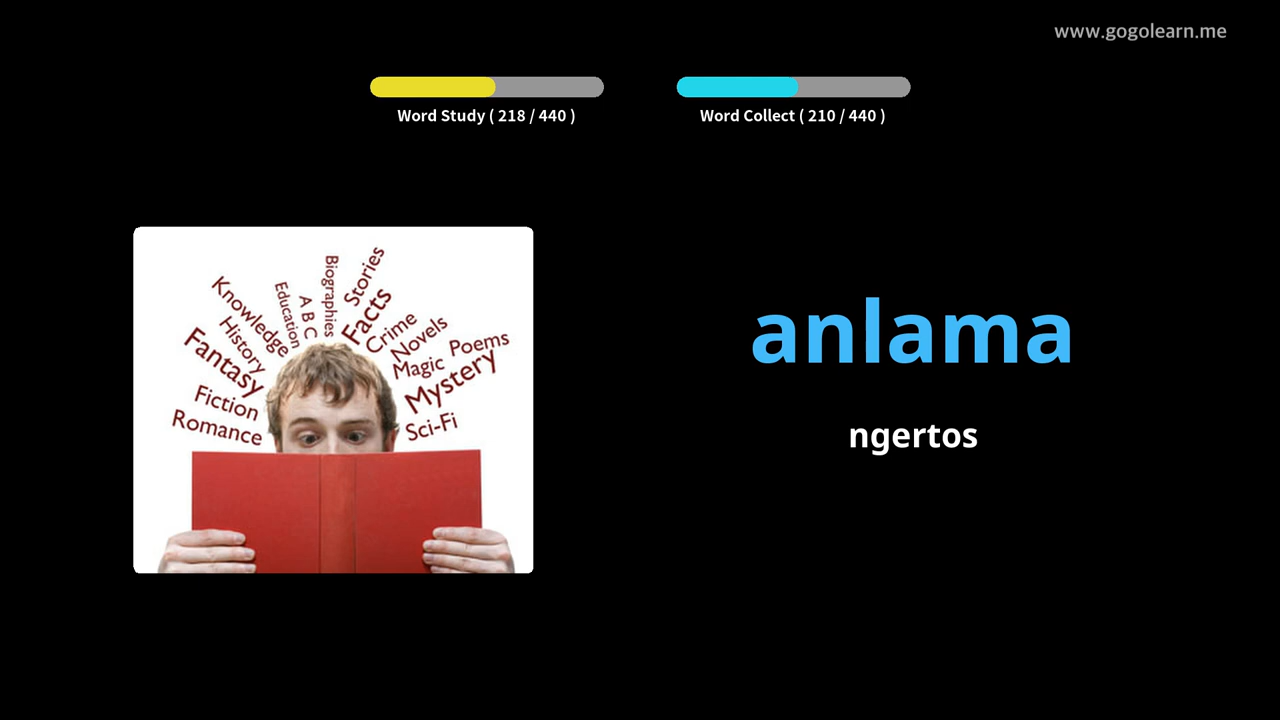 www.gogolearn.me
Word Study ( 218 / 440 )
Word Collect ( 210 / 440 )
Stories
Biographies
Facts
A B C
Education
Knowledge
Crime
History
Novels
Poems
Fantasy
Magic
Mystery
Fiction
Sci-Fi
Romance
anlama
ngertos